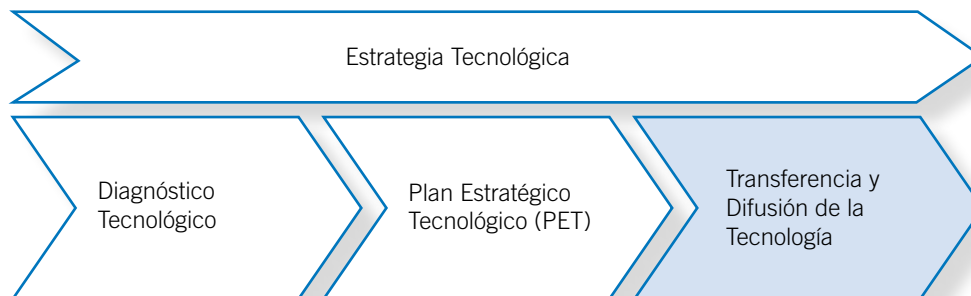 Estrategia Tecnológica
Diagnóstico
Tecnológico
Plan Estratégico
Tecnológico (PET)
Transferencia y
Difusión de la
Tecnología